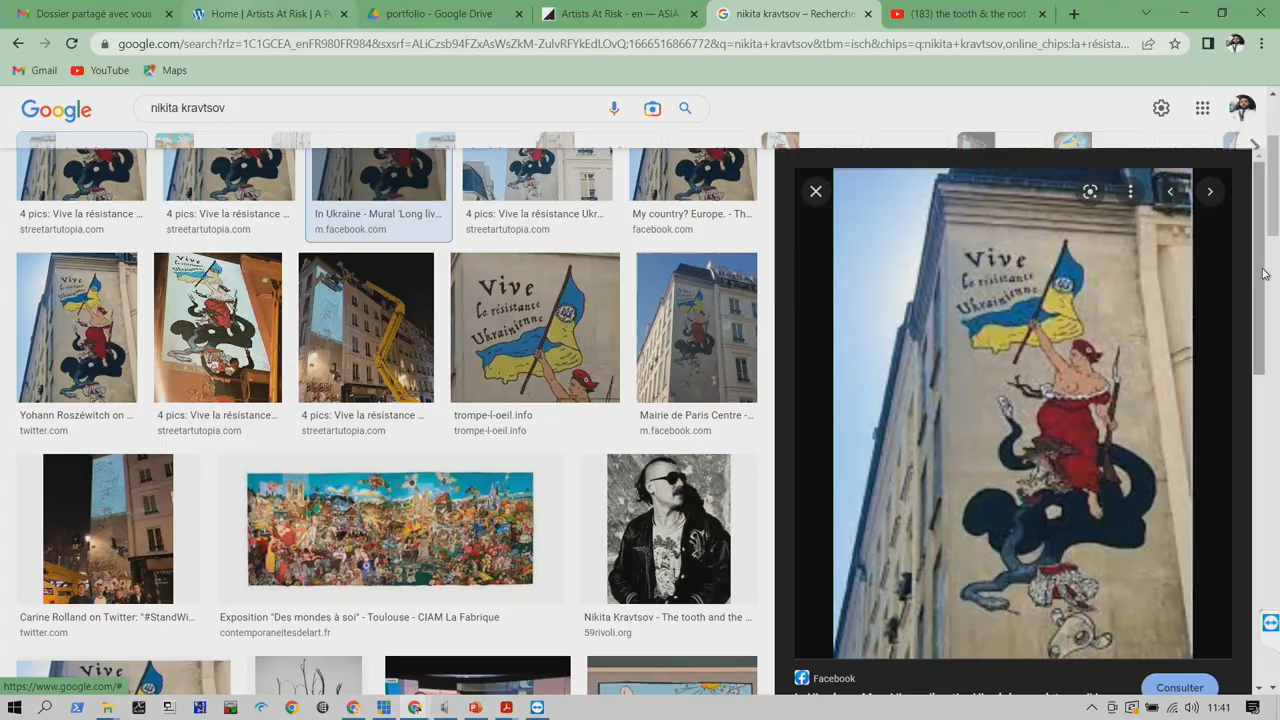 Dossier partagé avec vous
Home | Artists At Risk | A P
portfolio - Google Drive
Artists At Risk - en — ASIA
nikita kravtsov – Recherche
(183) the tooth & the root
google.com/search?rlz=1C1GCEA_enFR980FR984&sxsrf=ALiCzsb94FZxAsWsZkM-ZulvRFYkEdLOvQ:1666516866772&q=nikita+kravtsov&tbm=isch&chips=q:nikita+kravtsov,online_chips:la+résista...
Gmail
YouTube
Maps
Google
nikita kravtsov
4 pics: Vive la résistance ...
streetartutopia.com
4 pics: Vive la résistance ...
streetartutopia.com
In Ukraine - Mural 'Long liv...
m.facebook.com
4 pics: Vive la résistance Ukr...
streetartutopia.com
My country? Europe. - Th...
facebook.com
Vive
la résistance
Ukrainienne
Yohann Roszéwitch on ...
twitter.com
4 pics: Vive la résistance...
streetartutopia.com
4 pics: Vive la résistance ...
streetartutopia.com
trompe-l-oeil.info
trompe-l-oeil.info
Mairie de Paris Centre -...
m.facebook.com
Vive
la résistance
Ukrainienne
Carine Rolland on Twitter: "#StandWi...
twitter.com
Exposition "Des mondes à soi" - Toulouse - CIAM La Fabrique
contemporaneitesdelart.fr
Nikita Kravtsov - The tooth and the ...
59rivoli.org
Vive
Facebook
Consulter
https://www.google.com/#
11:41